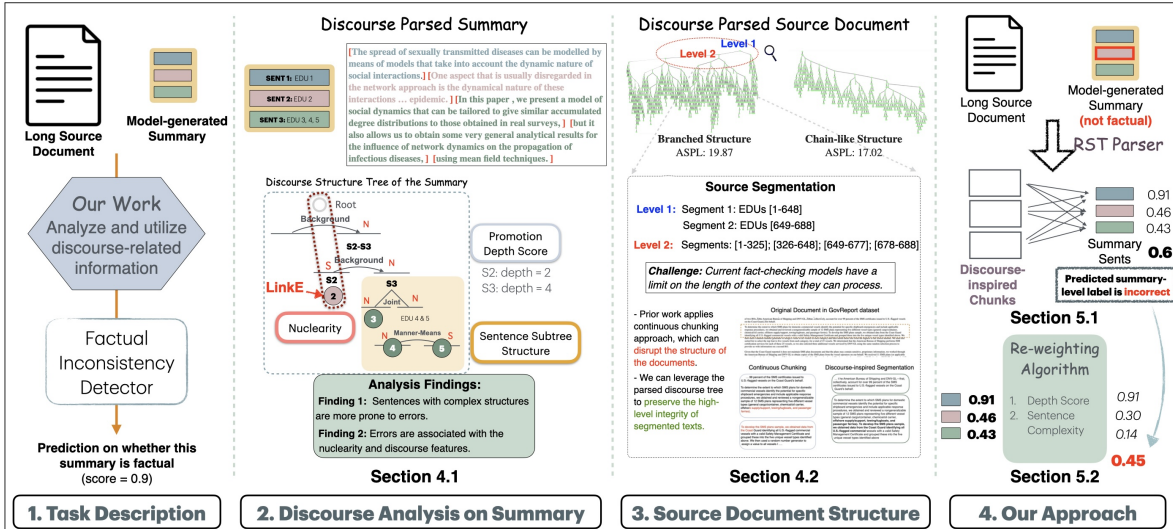 Long Source
Document
Model-generated
Summary
Our Work
Analyze and utilize
discourse-related
information
Factual
Inconsistency
Detector
Prediction on whether this
summary is factual
(score = 0.9)
1. Task Description
Discourse Parsed Summary
SENT 1: EDU 1
SENT 2: EDU 2
SENT 3: EDU 3, 4, 5
[The spread of sexually transmitted diseases can be modelled by
means of models that take into account the dynamic nature of
social interactions.] [One aspect that is usually disregarded in
the network approach is the dynamical nature of these
interactions ... epidemic. ] [In this paper , we present a model of
social dynamics that can be tailored to give similar accumulated
degree distributions to those obtained in real surveys, ] [but it
also allows us to obtain some very general analytical results for
the influence of network dynamics on the propagation of
infectious diseases, ] [using mean field techniques. ]
Discourse Structure Tree of the Summary
Root
Background
N
S2-S3
S
Background
N
S2
LinkE
2
S3
N
Joint
N
3
EDU 4 & 5
Manner-Means
N
S
4
5
Nuclearity
Promotion
Depth Score
S2: depth = 2
S3: depth = 4
Sentence Subtree
Structure
Analysis Findings:
Finding 1: Sentences with complex structures
are more prone to errors.
Finding 2: Errors are associated with the
nuclearity and discourse features.
Section 4.1
2. Discourse Analysis on Summary
Discourse Parsed Source Document
Level 1
Level 2
Branched Structure
ASPL: 19.87
Chain-like Structure
ASPL: 17.02
Source Segmentation
Level 1: Segment 1: EDUs [1-648]
Segment 2: EDUs [649-688]
Level 2: Segments: [1-325]; [326-648]; [649-677]; [678-688]
Challenge: Current fact-checking models have a
limit on the length of the context they can process.
- Prior work applies
continuous chunking
approach, which can
disrupt the structure of
the documents.
- We can leverage the
parsed discourse tree
to preserve the high-
level integrity of
segmented texts.
Original Document in GovReport dataset
Continuous Chunking
Discourse-inspired Segmentation
Section 4.2
3. Source Document Structure
Long Source
Document
Model-generated
Summary
(not factual)
RST Parser
Discourse-
inspired
Chunks
0.91
0.46
0.43
Summary
Sents
0.6
Predicted summary-
level label is incorrect
Section 5.1
Re-weighting
Algorithm
1. Depth Score
2. Sentence
Complexity
0.91
0.46
0.43
0.91
0.30
0.14
0.45
Section 5.2
4. Our Approach